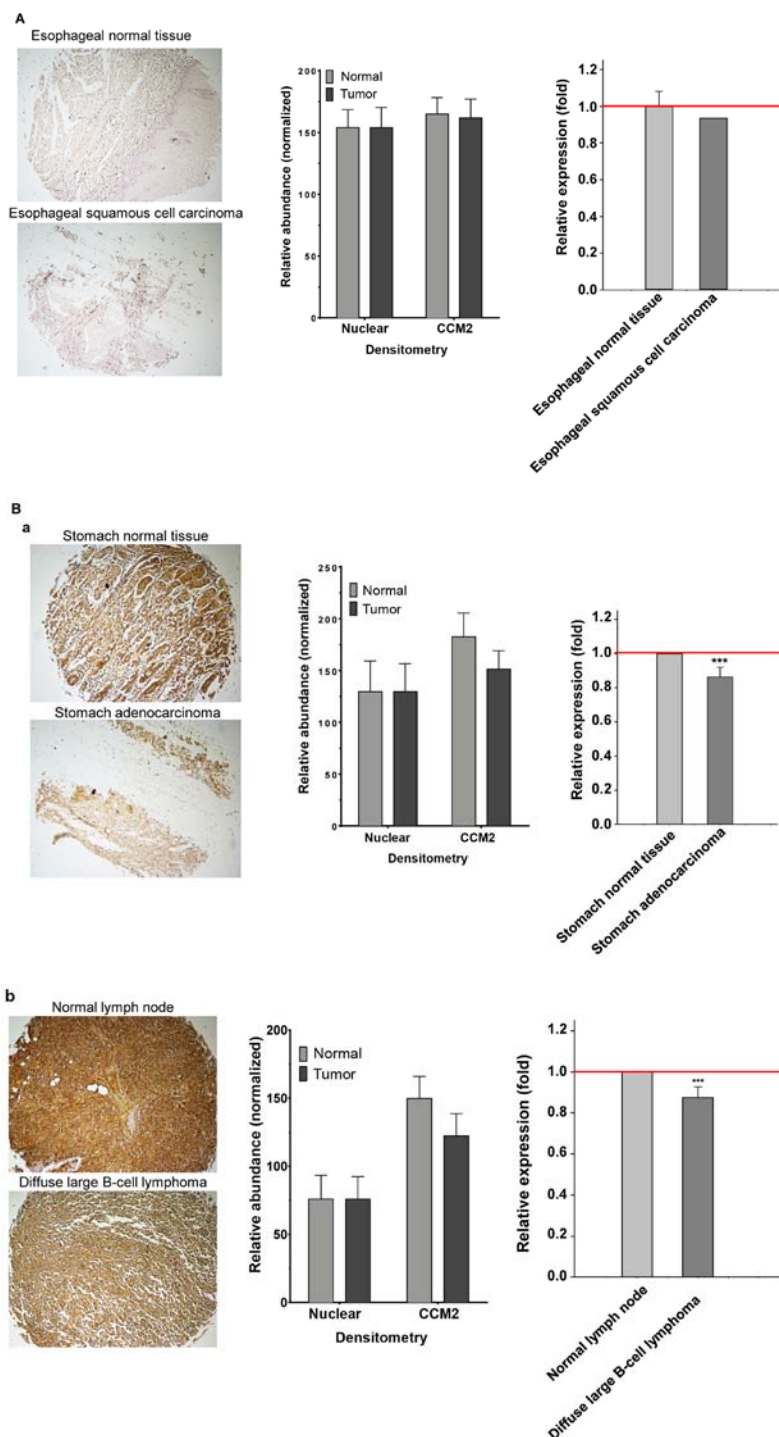 A
Esophageal normal tissue
Esophageal squamous cell carcinoma
Relative abundance (normalized)
200
150
100
50
0
Normal
Tumor
Nuclear
CCM2
Densitometry
Relative expression (fold)
1.2
1.0
0.8
0.6
0.4
0.2
0.0
Esophageal normal tissue
Esophageal squamous cell carcinoma
B
a
Stomach normal tissue
Stomach adenocarcinoma
Relative abundance (normalized)
250
200
150
100
50
0
Normal
Tumor
Nuclear
CCM2
Densitometry
Relative expression (fold)
1.2
1.0
0.8
0.6
0.4
0.2
0.0
***
Stomach normal tissue
Stomach adenocarcinoma
b
Normal lymph node
Diffuse large B-cell lymphoma
Relative abundance (normalized)
200
150
100
50
0
Normal
Tumor
Nuclear
CCM2
Densitometry
Relative expression (fold)
1.2
1.0
0.8
0.6
0.4
0.2
0.0
***
Normal lymph node
Diffuse large B-cell lymphoma